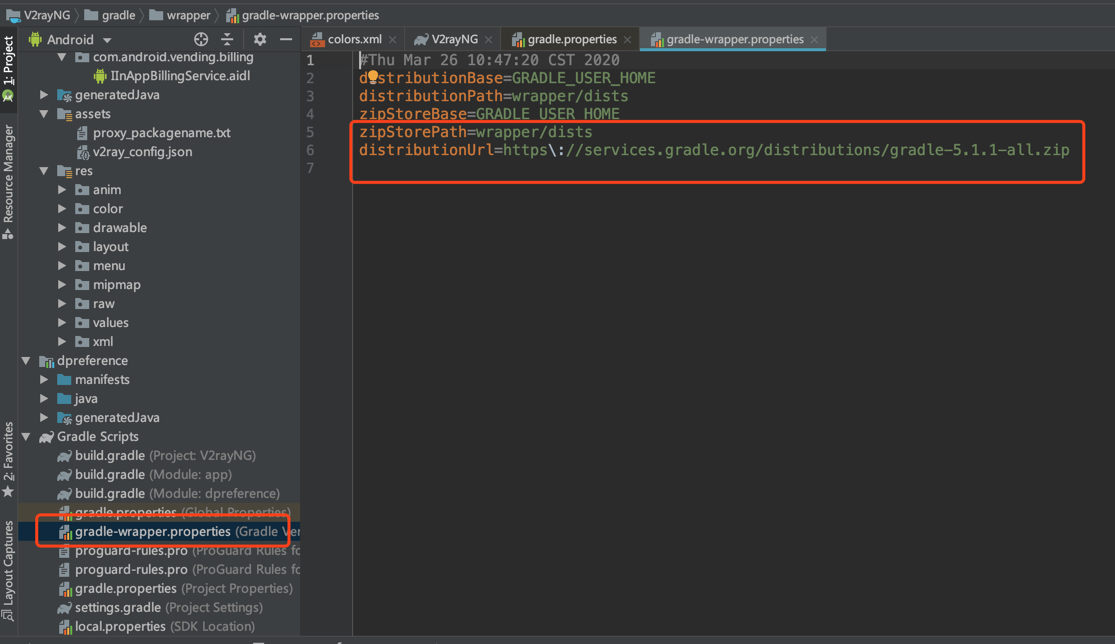 V2rayNG gradle wrapper gradle-wrapper.properties
Android
colors.xml V2rayNG gradle.properties gradle-wrapper.properties
1: Project
Resource Manager
2: Favorites
Layout Captures
com.android.vending.billing
IInAppBillingService.aidl
generatedJava
assets
proxy_packagename.txt
v2ray_config.json
res
anim
color
drawable
layout
menu
mipmap
raw
values
xml
dpreference
manifests
java
generatedJava
Gradle Scripts
build.gradle (Project: V2rayNG)
build.gradle (Module: app)
build.gradle (Module: dpreference)
gradle.properties (Global Properties)
gradle-wrapper.properties (Gradle Ver
proguard-rules.pro (ProGuard Rules fo
proguard-rules.pro (ProGuard Rules fo
gradle.properties (Project Properties)
settings.gradle (Project Settings)
local.properties (SDK Location)
1 #Thu Mar 26 10:47:20 CST 2020
2 distributionBase=GRADLE_USER_HOME
3 distributionPath=wrapper/dists
4 zipStoreBase=GRADLE_USER_HOME
5 zipStorePath=wrapper/dists
6 distributionUrl=https\://services.gradle.org/distributions/gradle-5.1.1-all.zip
7